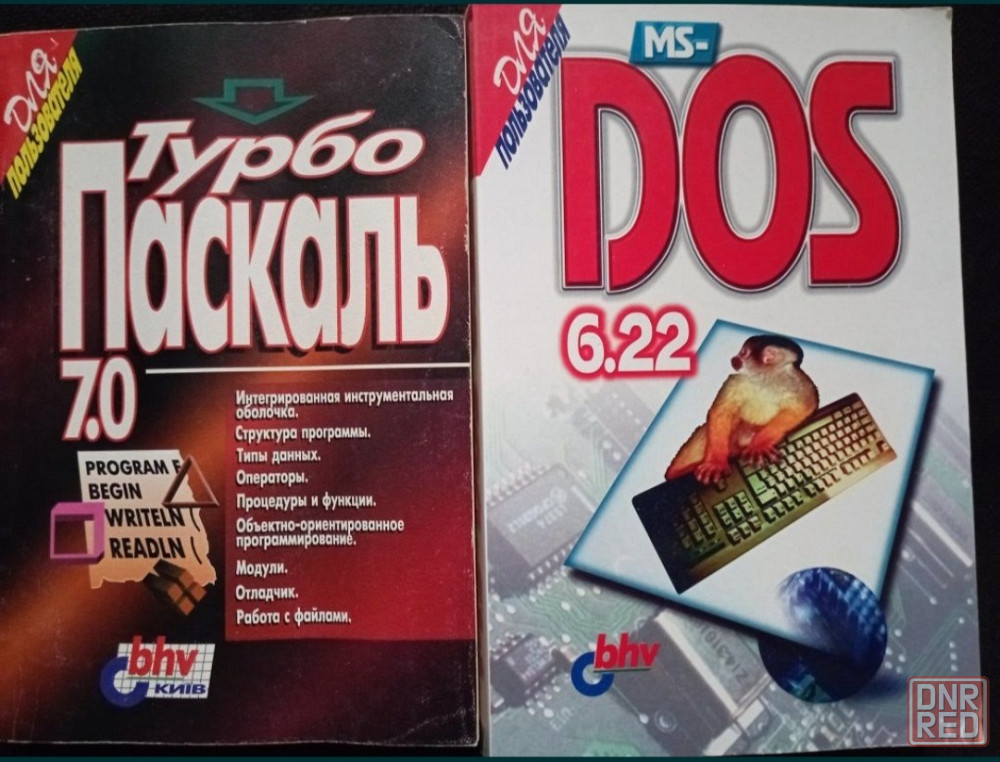 для
пользователя
Турбо
Паскаль
7.0
Интегрированная инструментальная
оболочка.
Структура программы.
Типы данных.
Операторы.
Процедуры и функции.
Объектно-ориентированное
программирование.
Модули.
Отладчик.
Работа с файлами.
PROGRAM
BEGIN
WRITELN
READLN (
bhv
КИЇВ
для
пользователя
MS-
DOS
6.22
bhv
DNR
RED